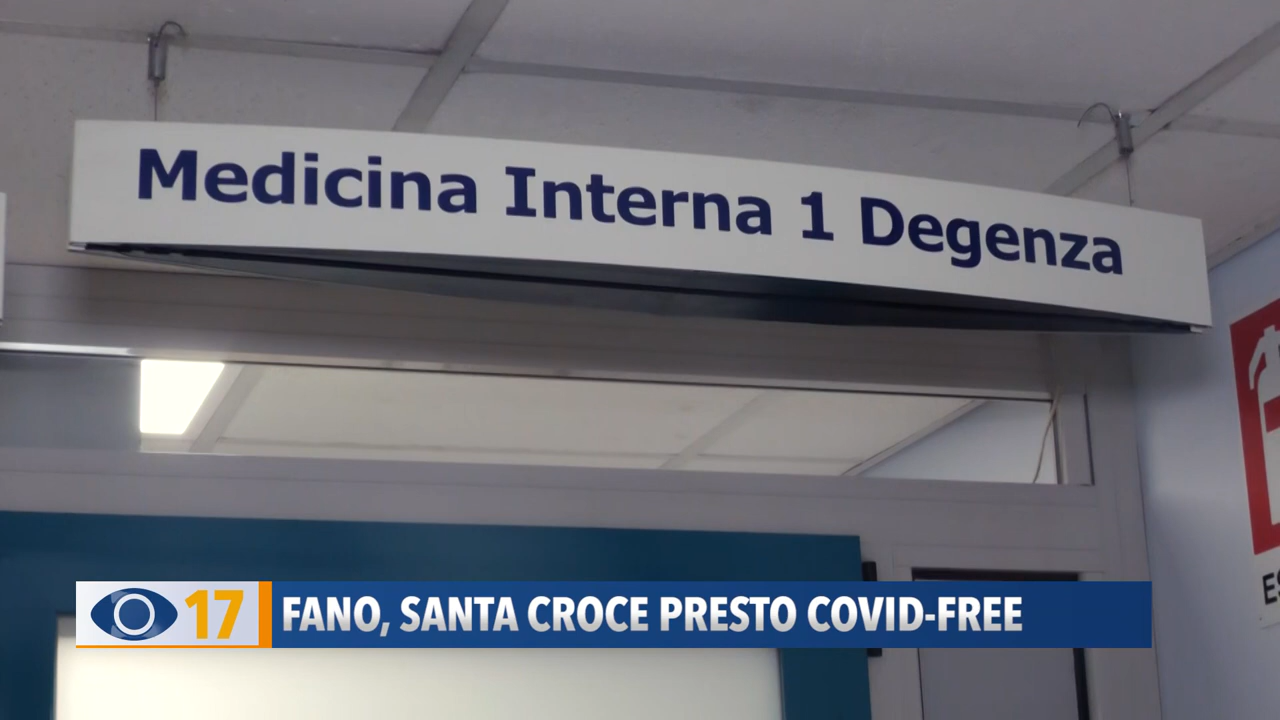 Medicina Interna 1 Degenza
17
FANO, SANTA CROCE PRESTO COVID-FREE